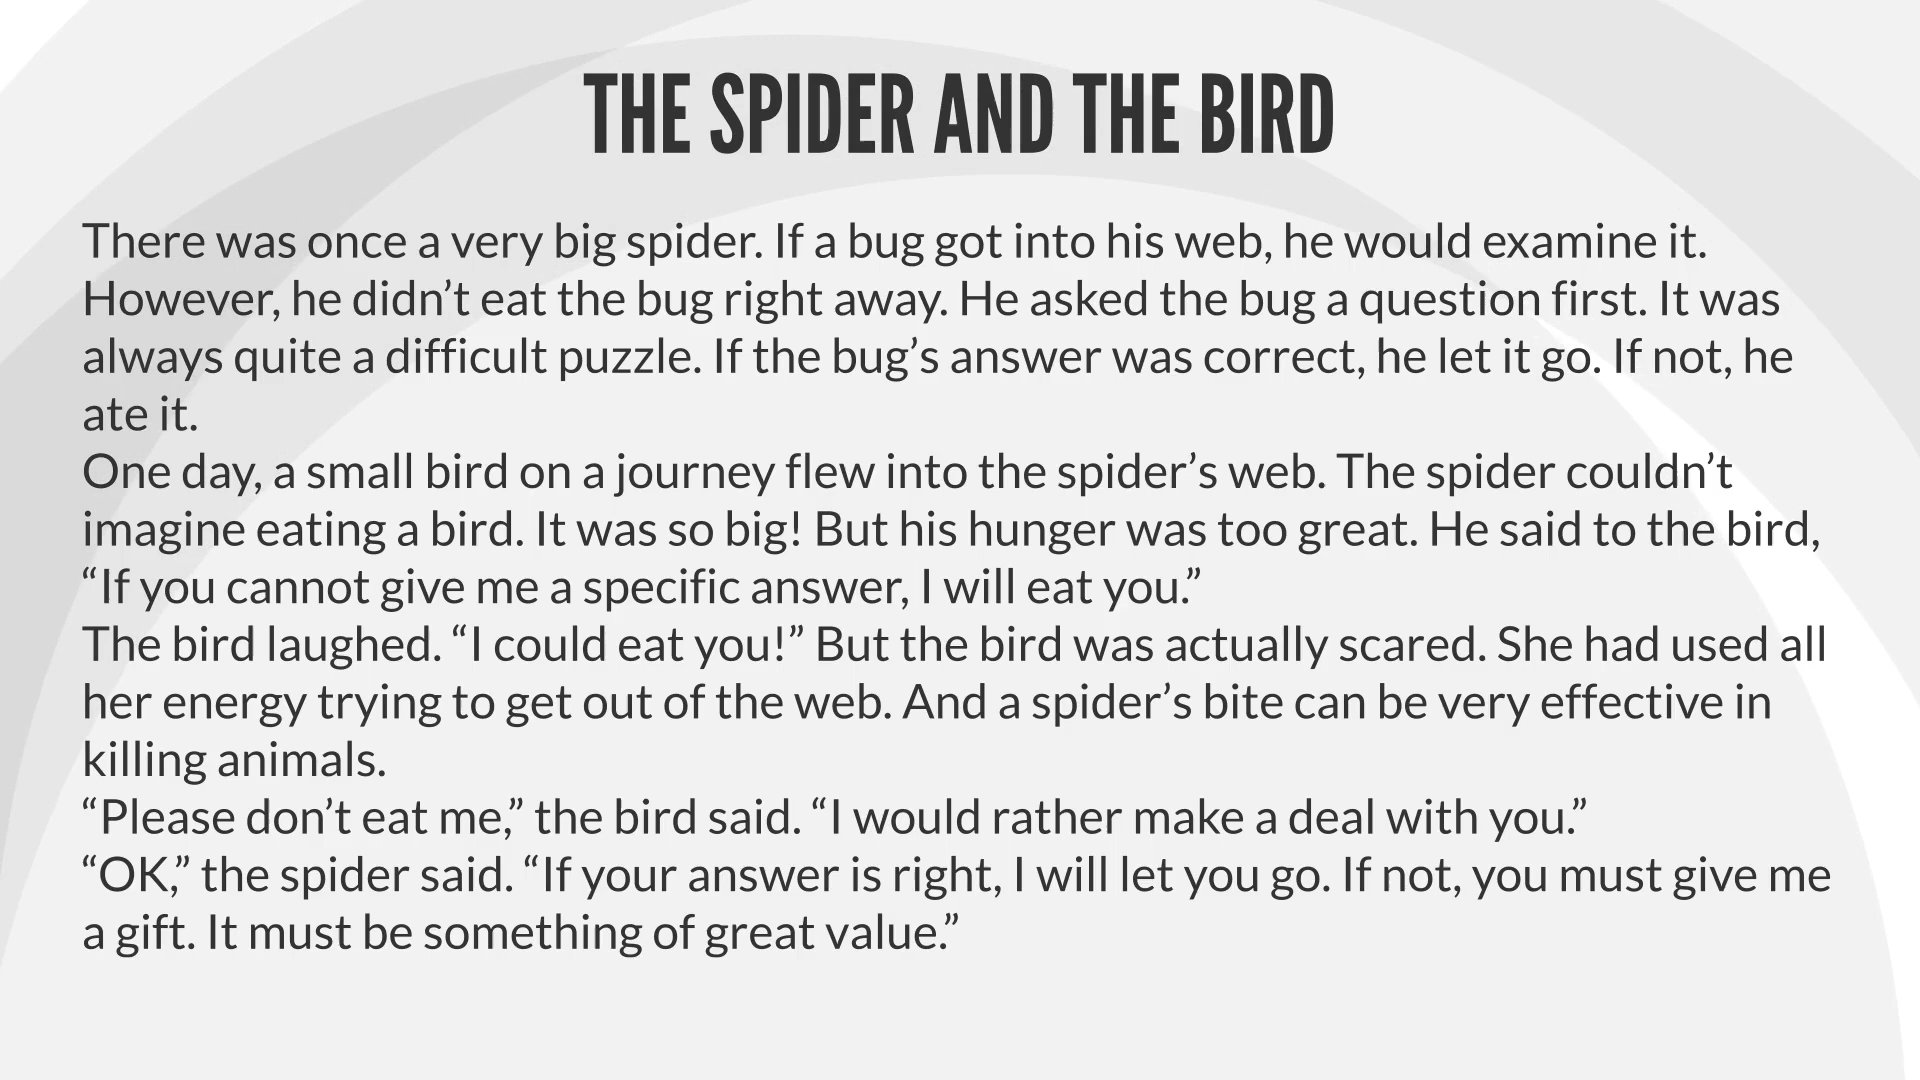 THE SPIDER AND THE BIRD
There was once a very big spider. If a bug got into his web, he would examine it.
However, he didn’t eat the bug right away. He asked the bug a question first. It was
always quite a difficult puzzle. If the bug’s answer was correct, he let it go. If not, he
ate it.
One day, a small bird on a journey flew into the spider’s web. The spider couldn’t
imagine eating a bird. It was so big! But his hunger was too great. He said to the bird,
“If you cannot give me a specific answer, I will eat you.”
The bird laughed. “I could eat you!” But the bird was actually scared. She had used all
her energy trying to get out of the web. And a spider’s bite can be very effective in
killing animals.
“Please don’t eat me,” the bird said. “I would rather make a deal with you.”
“OK,” the spider said. “If your answer is right, I will let you go. If not, you must give me
a gift. It must be something of great value.”